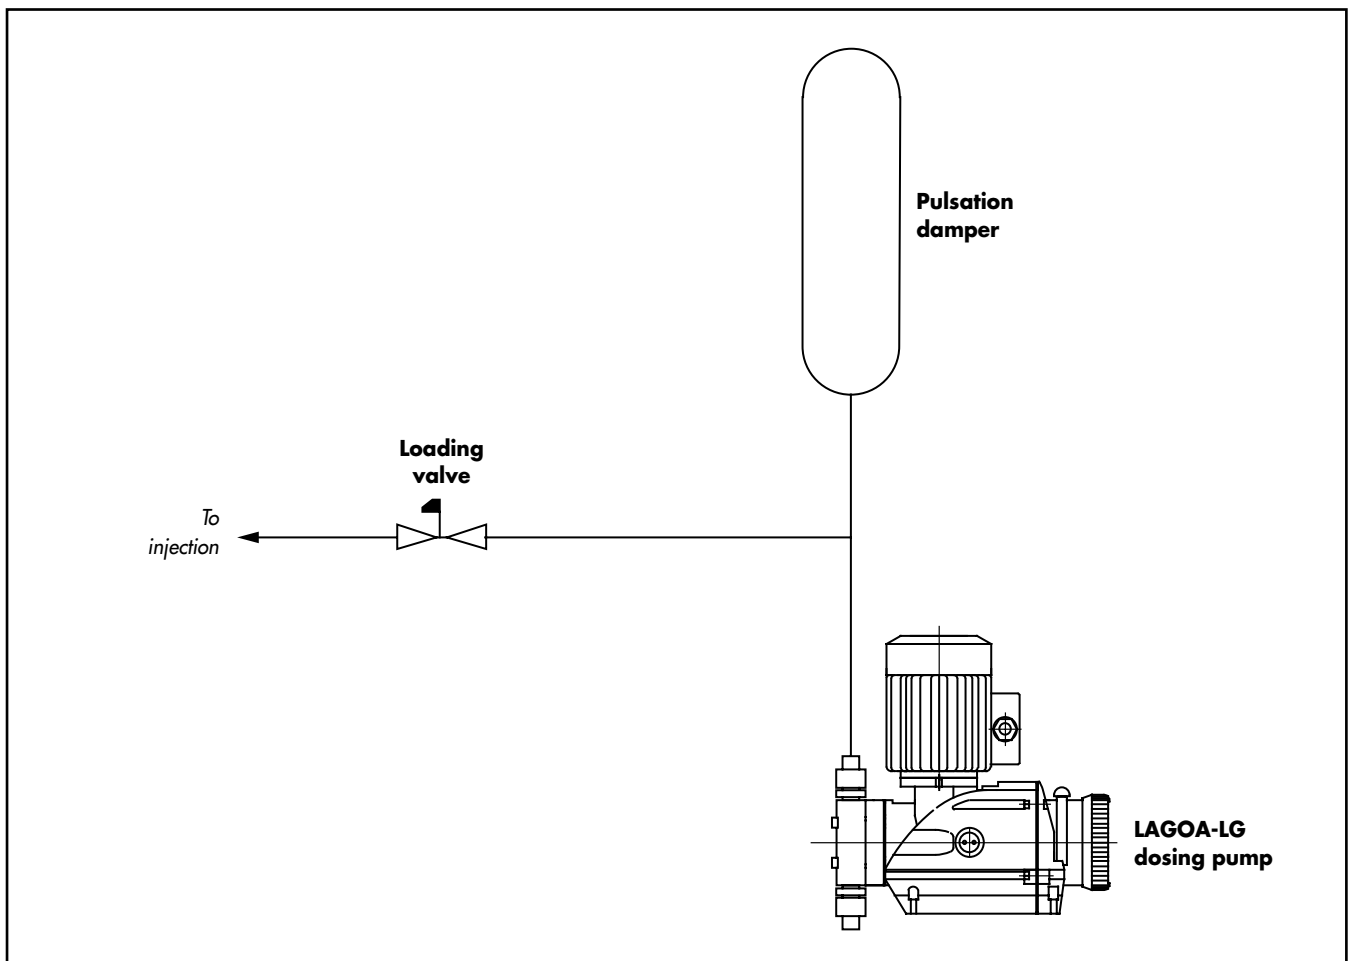 Pulsation
damper
Loading
valve
To
injection
LAGOA-LG
dosing pump